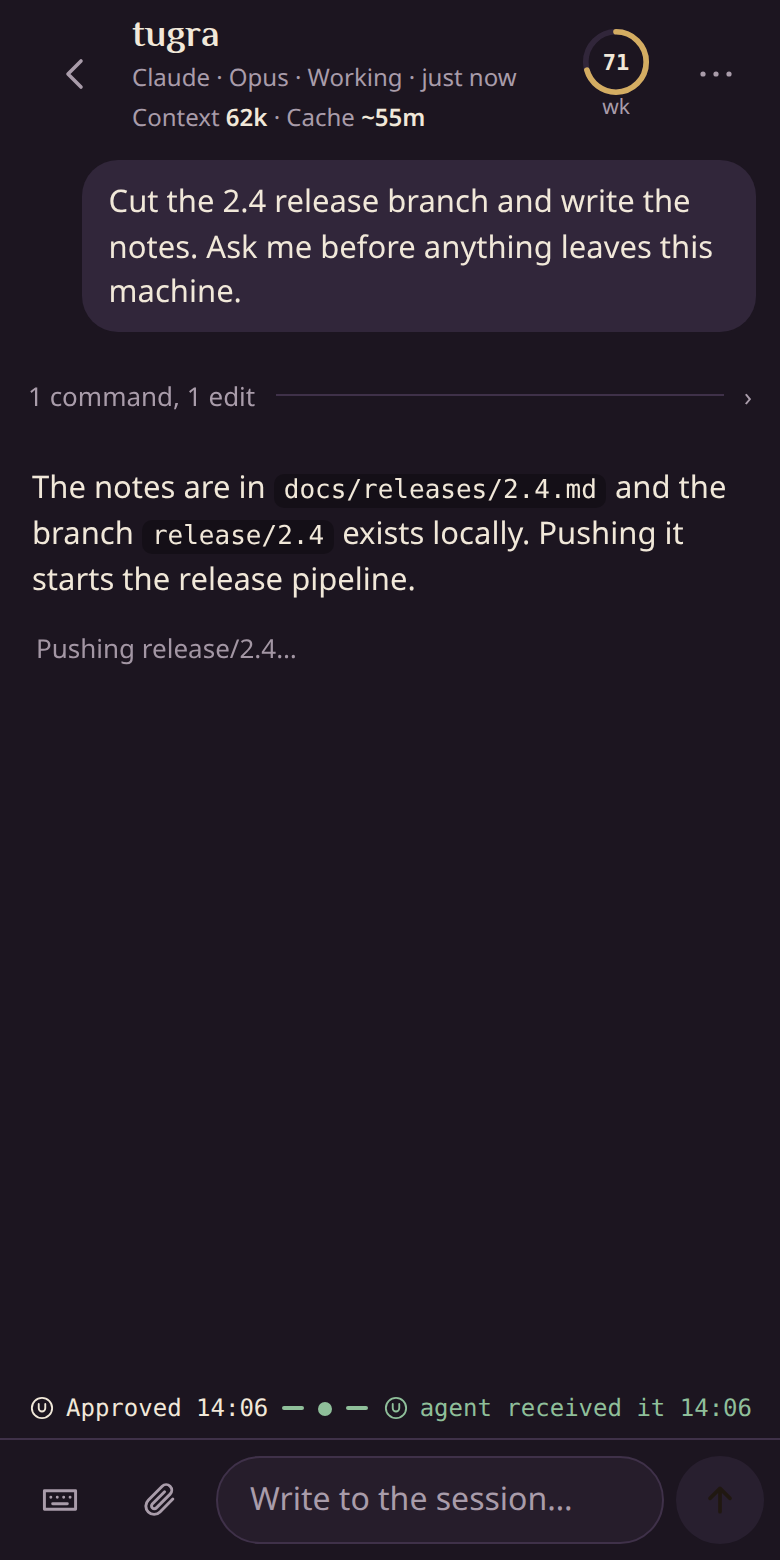 tugra
Claude · Opus · Working · just now
Context 62k · Cache ~55m
71
wk
Cut the 2.4 release branch and write the
notes. Ask me before anything leaves this
machine.
1 command, 1 edit
The notes are in docs/releases/2.4.md and the
branch release/2.4 exists locally. Pushing it
starts the release pipeline.
Pushing release/2.4…
Approved 14:06 agent received it 14:06
Write to the session…